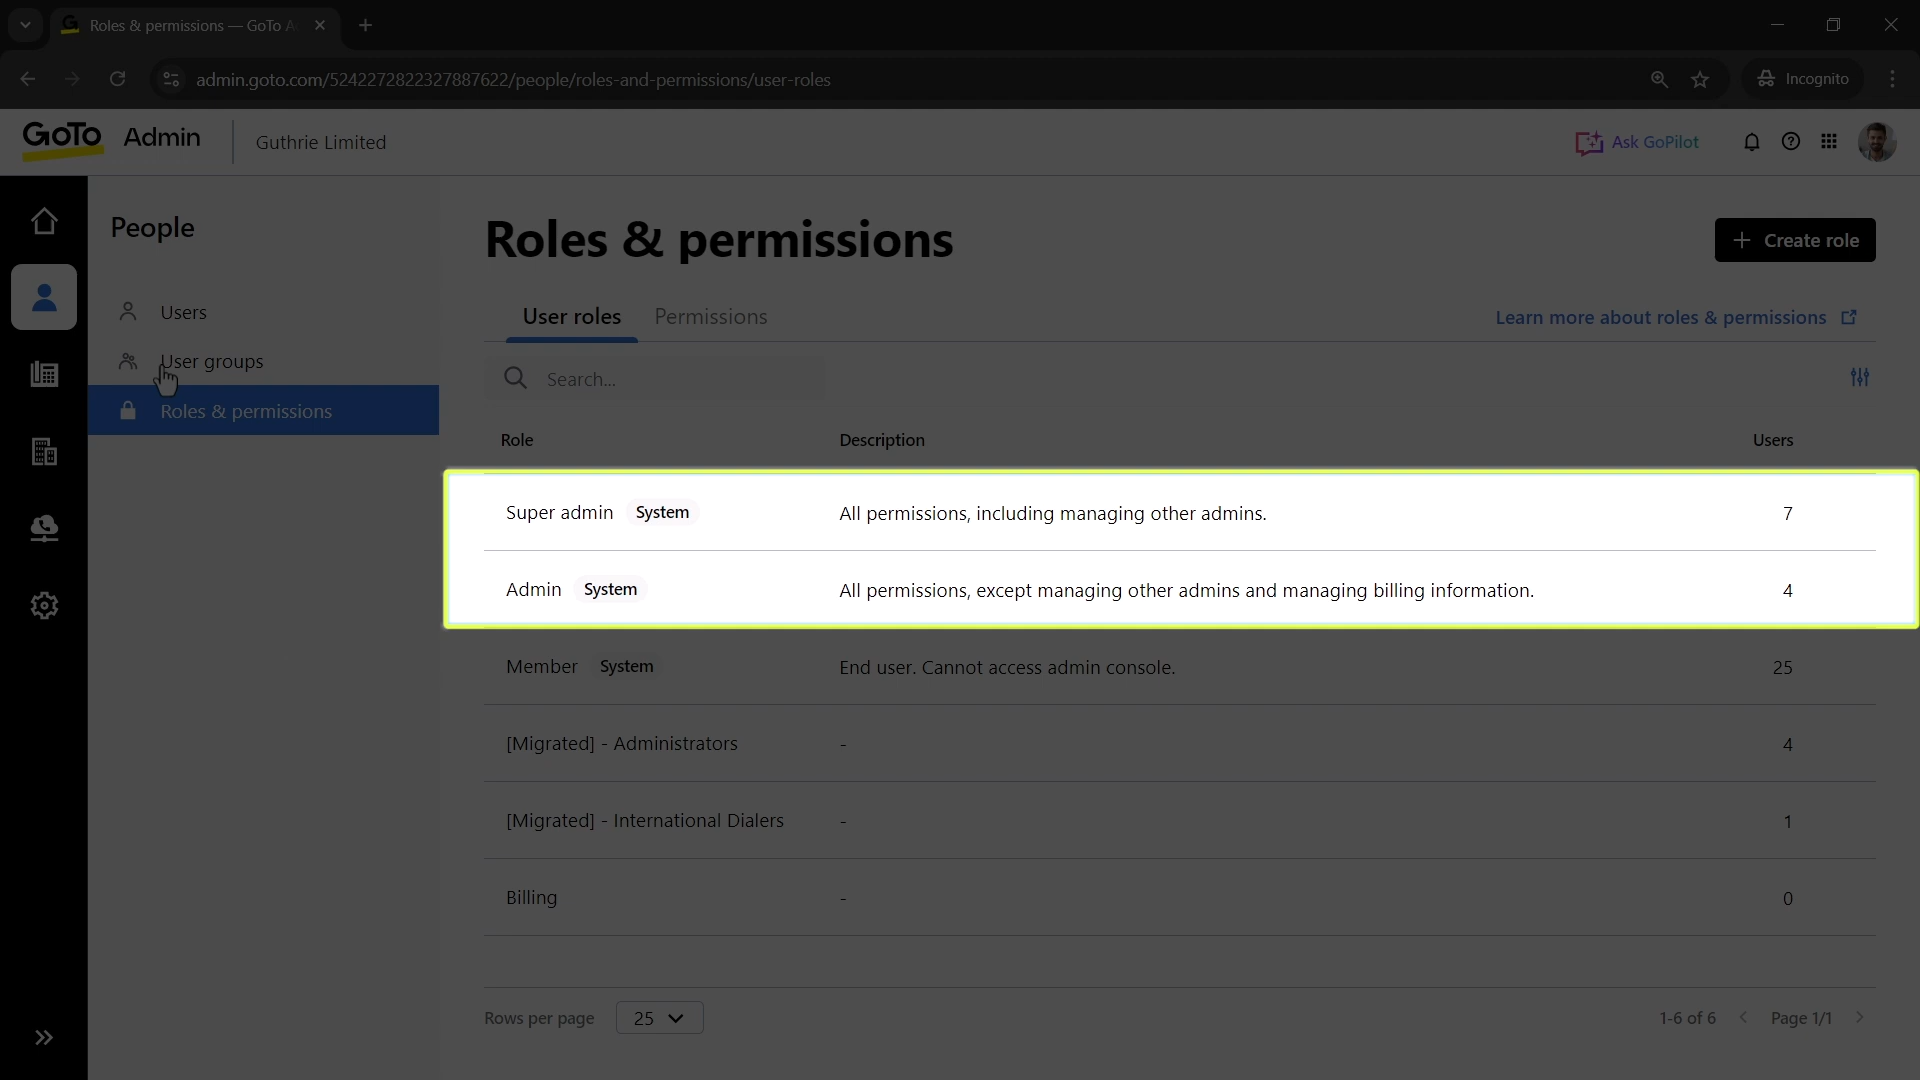 Roles & permissions — GoTo A
admin.goto.com/5242272822327887622/people/roles-and-permissions/user-roles
Incognito
GoTo Admin
Guthrie Limited
Ask GoPilot
People
Users
User groups
Roles & permissions
Roles & permissions
+ Create role
User roles
Permissions
Learn more about roles & permissions
Search...
Role Description Users
Super admin System All permissions, including managing other admins. 7
Admin System All permissions, except managing other admins and managing billing information. 4
Member System End user. Cannot access admin console. 25
[Migrated] - Administrators - 4
[Migrated] - International Dialers - 1
Billing - 0
Rows per page 25
1-6 of 6 Page 1/1